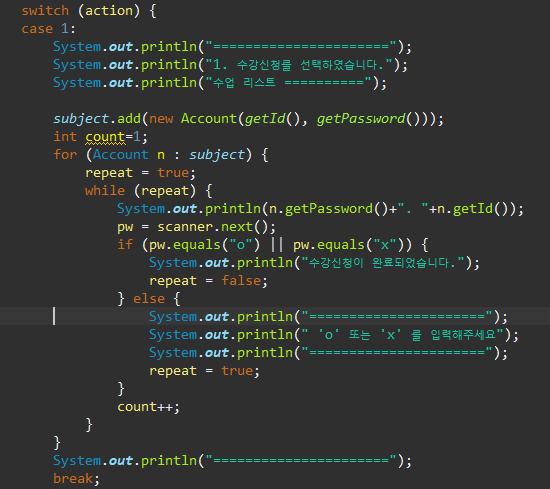 switch (action) {
case 1:
    System.out.println("======================");
    System.out.println("1. 수강신청를 선택하였습니다.");
    System.out.println("수업 리스트 ==========");

    subject.add(new Account(getId(), getPassword()));
    int count=1;
    for (Account n : subject) {
        repeat = true;
        while (repeat) {
            System.out.println(n.getPassword()+". "+n.getId());
            pw = scanner.next();
            if (pw.equals("o") || pw.equals("x")) {
                System.out.println("수강신청이 완료되었습니다.");
                repeat = false;
            } else {
                System.out.println("======================");
                System.out.println(" 'o' 또는 'x' 를 입력해주세요");
                System.out.println("======================");
                repeat = true;
            }
            count++;
        }
    }
    System.out.println("======================");
    break;